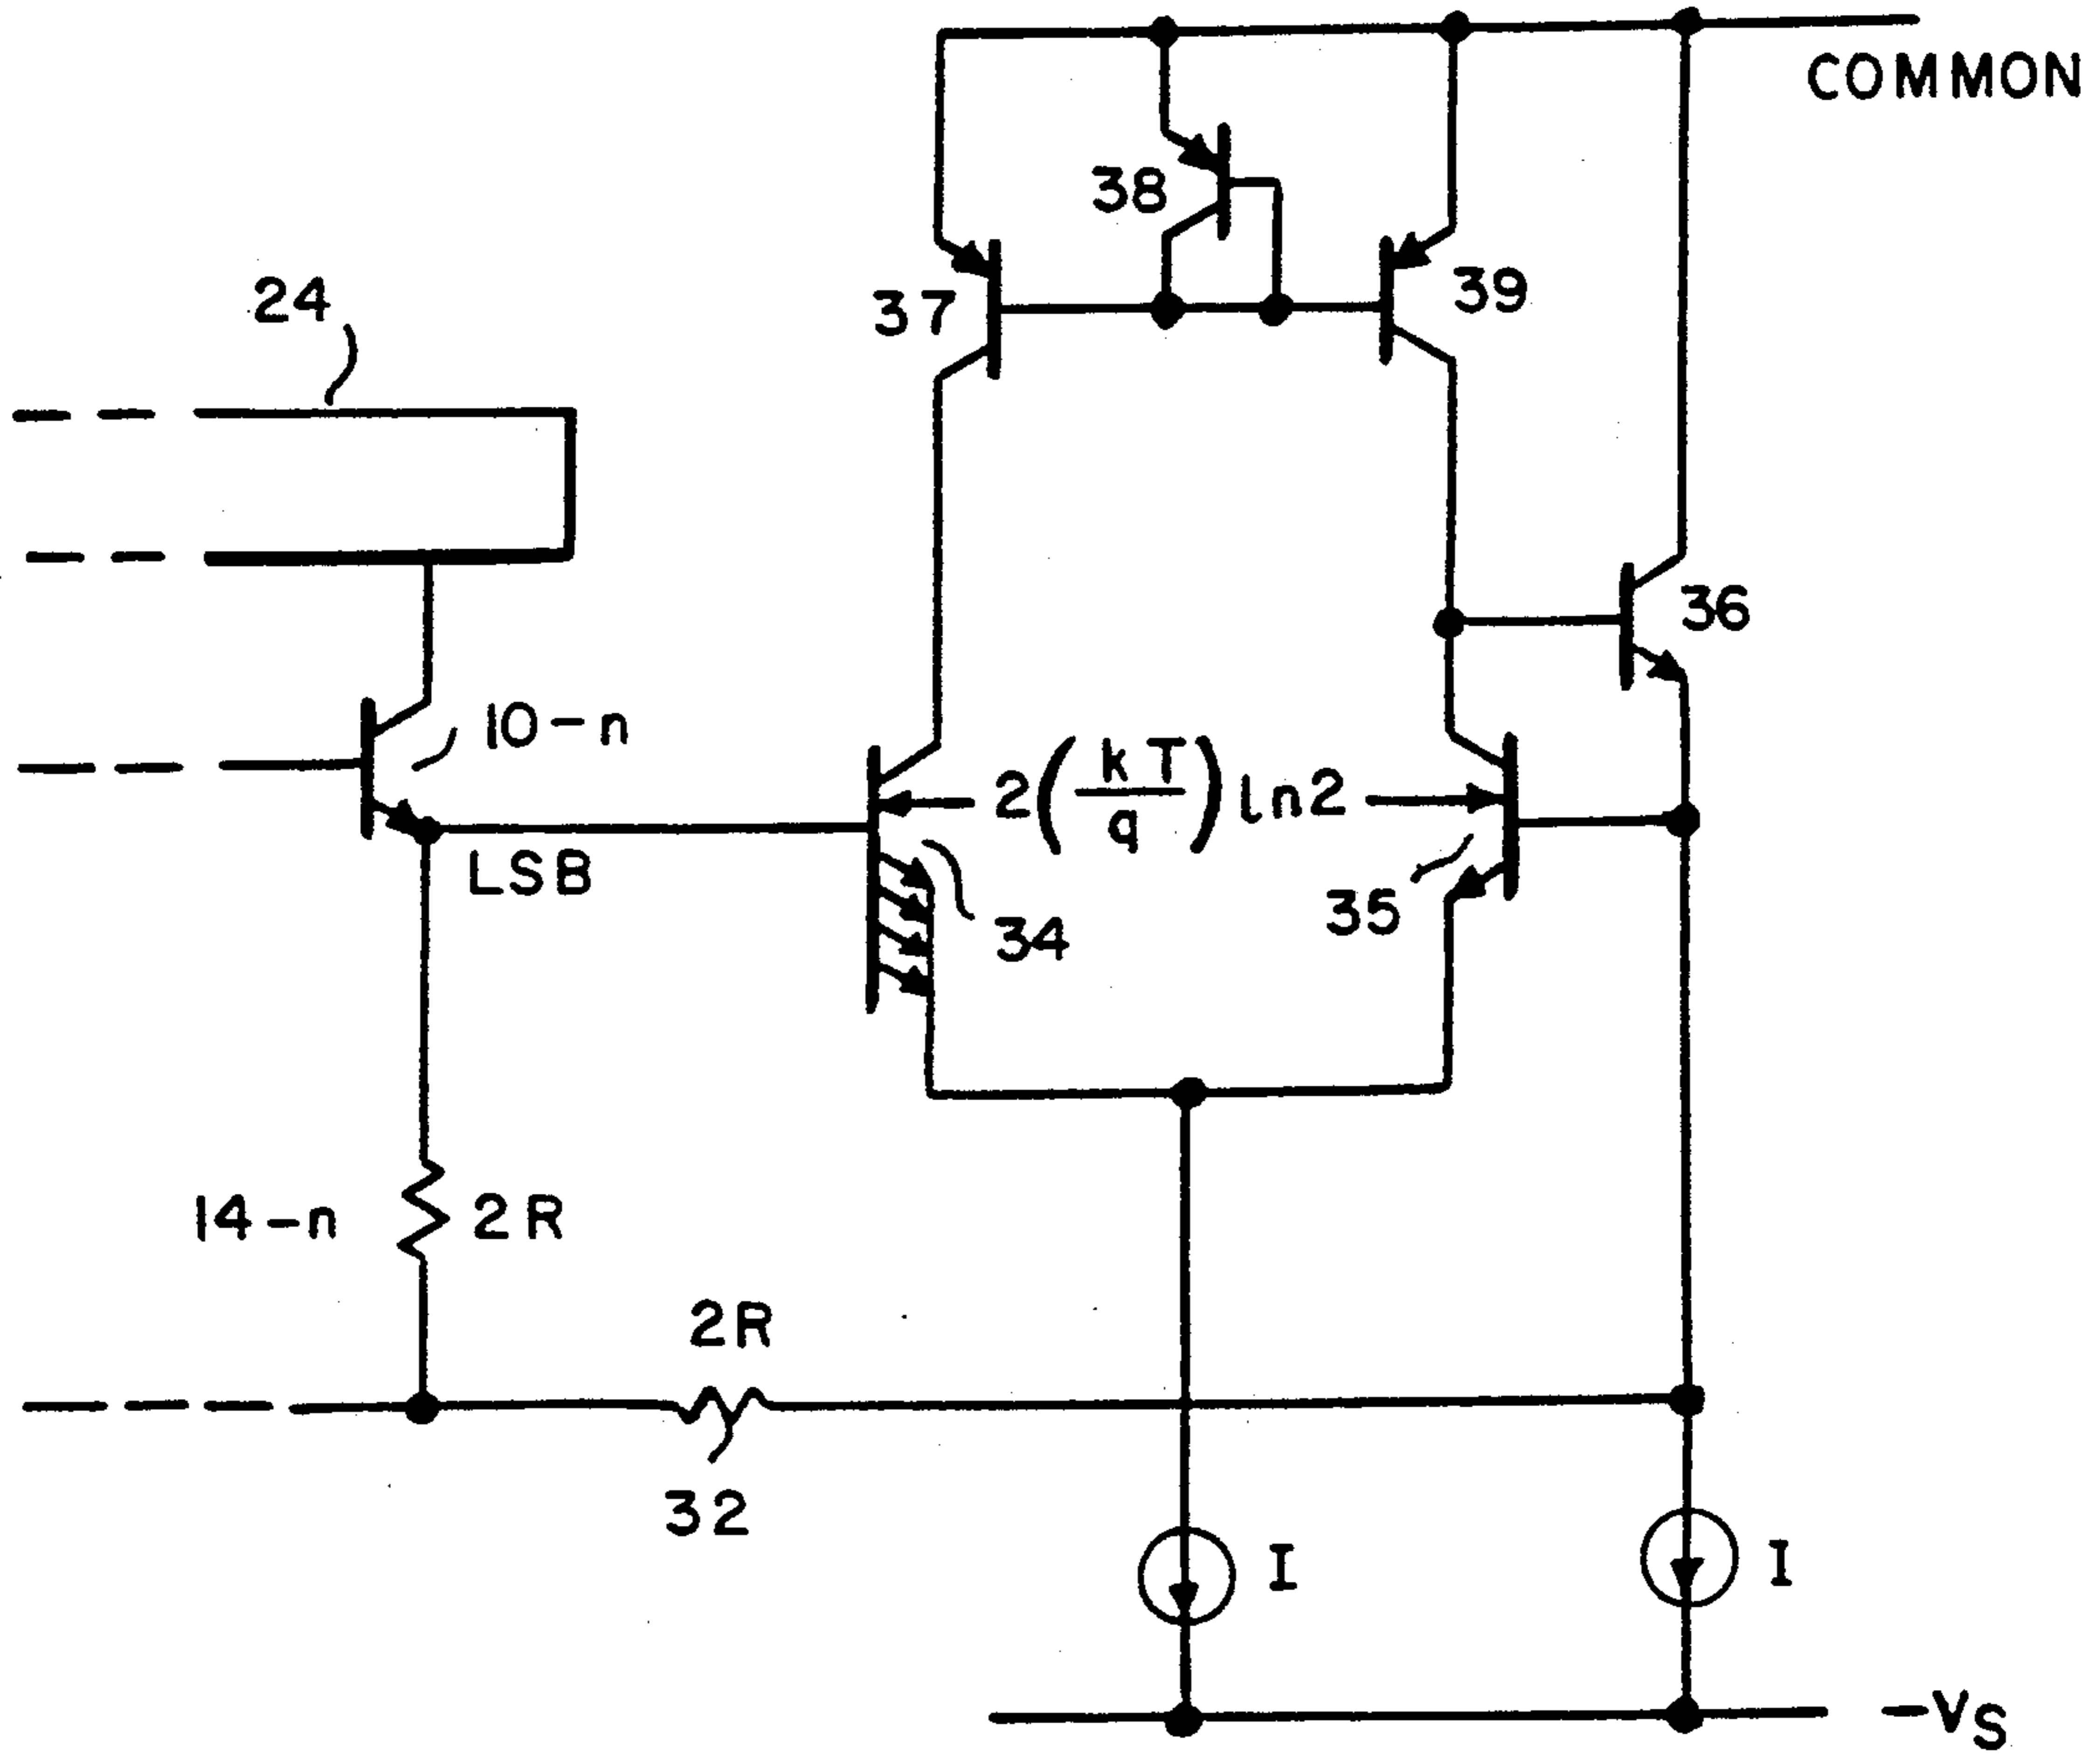 COMMON
38
39
37
24
36
10-n
2(kT/q)ln2
LSB
35
34
14-n
2R
2R
32
I
I
-VS